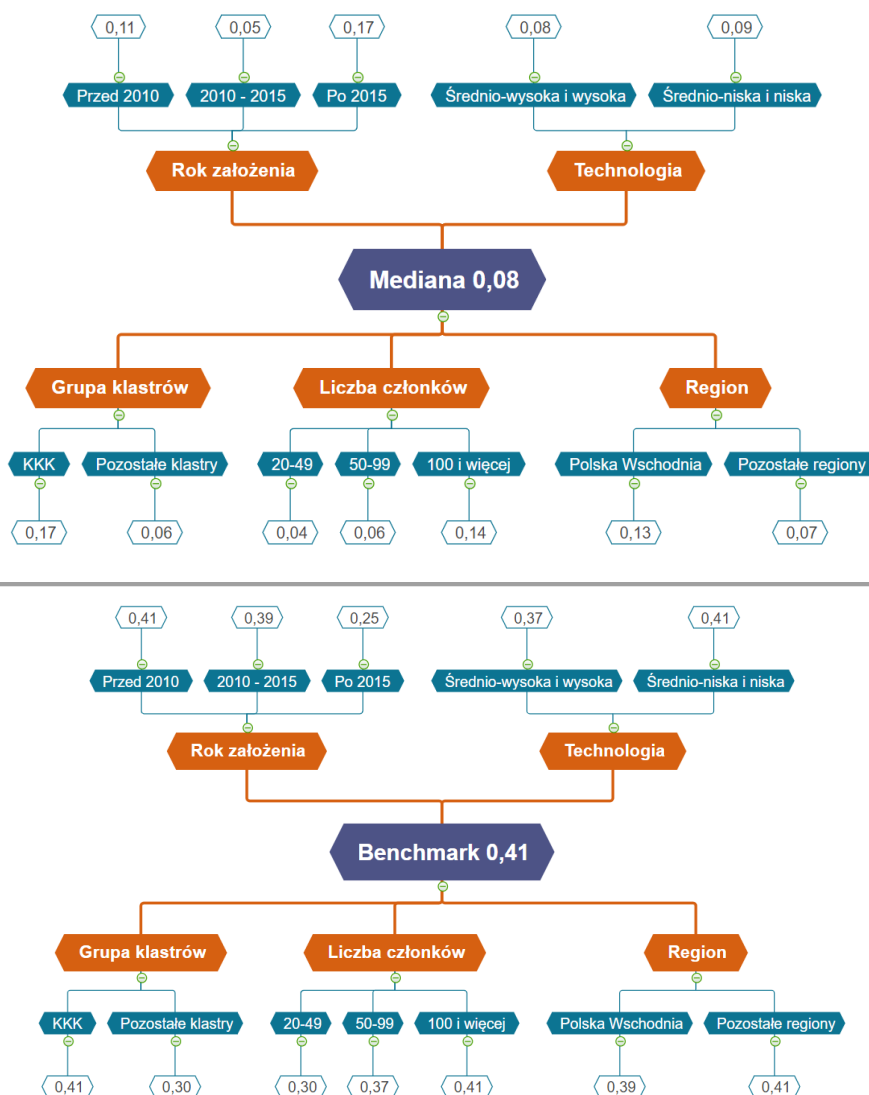 0,11 0,05 0,17 0,08 0,09
Przed 2010 2010 - 2015 Po 2015 Średnio-wysoka i wysoka Średnio-niska i niska
Rok założenia Technologia
Mediana 0,08
Grupa klastrów Liczba członków Region
KKK Pozostałe klastry 20-49 50-99 100 i więcej Polska Wschodnia Pozostałe regiony
0,17 0,06 0,04 0,06 0,14 0,13 0,07
0,41 0,39 0,25 0,37 0,41
Przed 2010 2010 - 2015 Po 2015 Średnio-wysoka i wysoka Średnio-niska i niska
Rok założenia Technologia
Benchmark 0,41
Grupa klastrów Liczba członków Region
KKK Pozostałe klastry 20-49 50-99 100 i więcej Polska Wschodnia Pozostałe regiony
0,41 0,30 0,30 0,37 0,41 0,39 0,41